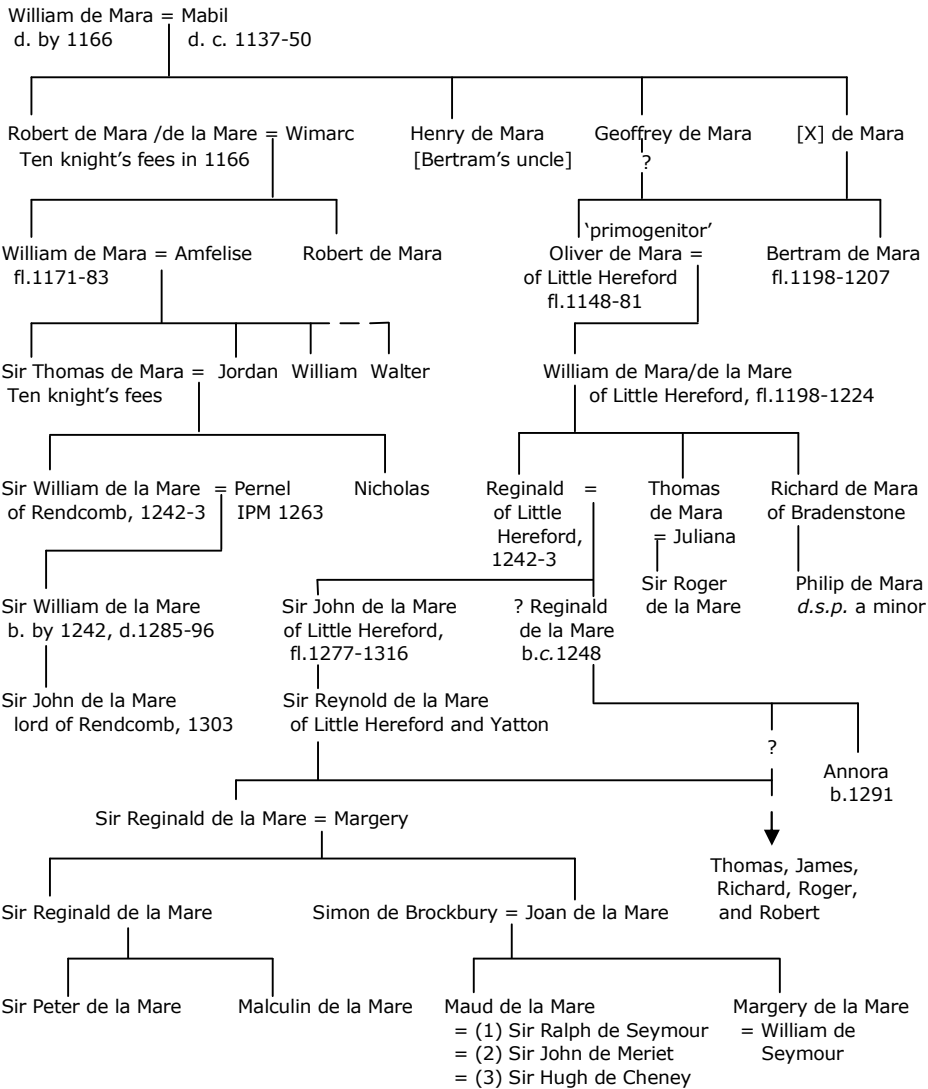 William de Mara = Mabil
d. by 1166 d. c. 1137-50
Robert de Mara /de la Mare = Wimarc
Ten knight's fees in 1166
Henry de Mara
[Bertram's uncle]
Geoffrey de Mara
?
[X] de Mara
William de Mara = Amfelise
fl.1171-83
Robert de Mara
'primogenitor'
Oliver de Mara =
of Little Hereford
fl.1148-81
Bertram de Mara
fl.1198-1207
Sir Thomas de Mara = Jordan William Walter
Ten knight's fees
William de Mara/de la Mare
of Little Hereford, fl.1198-1224
Sir William de la Mare = Pernel
of Rendcomb, 1242-3 IPM 1263
Nicholas
Reginald =
of Little
Hereford,
1242-3
Thomas
de Mara
= Juliana
Richard de Mara
of Bradenstone
Sir Roger
de la Mare
Philip de Mara
d.s.p. a minor
Sir William de la Mare
b. by 1242, d.1285-96
Sir John de la Mare
of Little Hereford,
fl.1277-1316
? Reginald
de la Mare
b.c.1248
Sir John de la Mare
lord of Rendcomb, 1303
Sir Reynold de la Mare
of Little Hereford and Yatton
?
Annora
b.1291
Sir Reginald de la Mare = Margery
Thomas, James,
Richard, Roger,
and Robert
Sir Reginald de la Mare
Simon de Brockbury = Joan de la Mare
Sir Peter de la Mare
Malculin de la Mare
Maud de la Mare
= (1) Sir Ralph de Seymour
= (2) Sir John de Meriet
= (3) Sir Hugh de Cheney
Margery de la Mare
= William de
Seymour